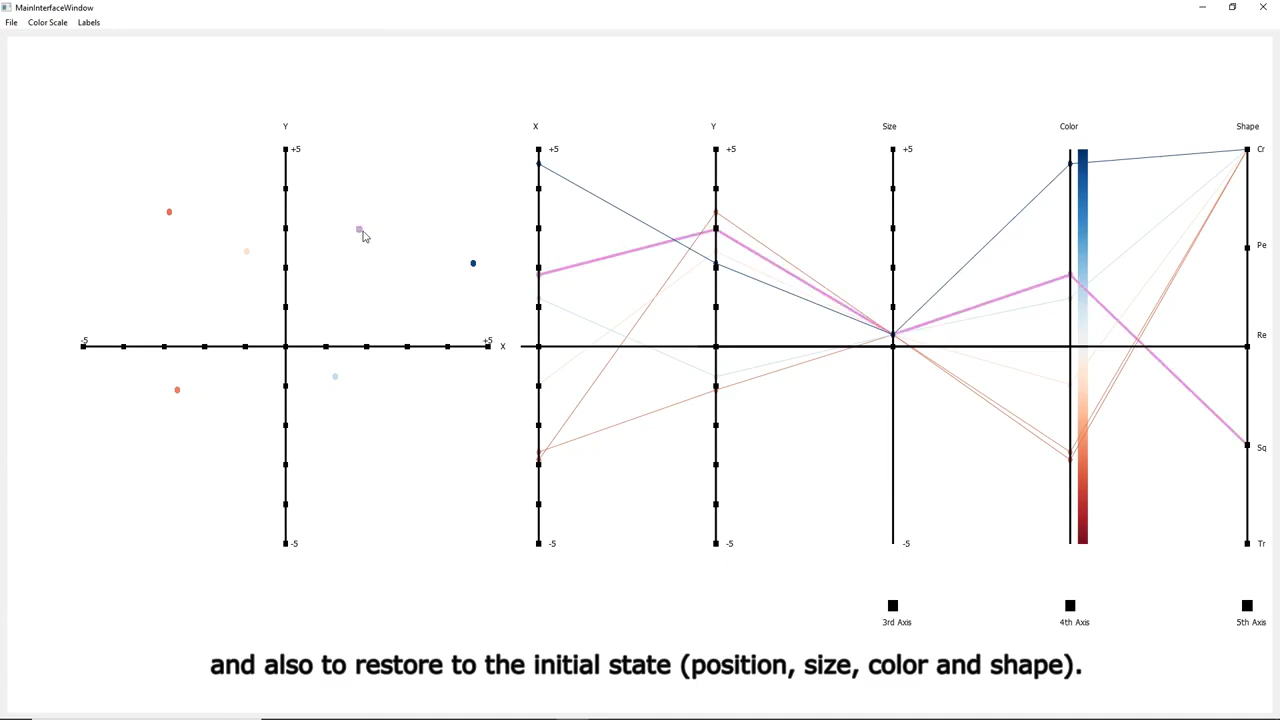 MainInterfaceWindow
File Color Scale Labels
Y X Y Size Color Shape
+5 +5 +5 +5 Cr
Pe
-5 +5 X Re
Sq
-5 -5 -5 -5 Tr
3rd Axis 4th Axis 5th Axis
and also to restore to the initial state (position, size, color and shape).